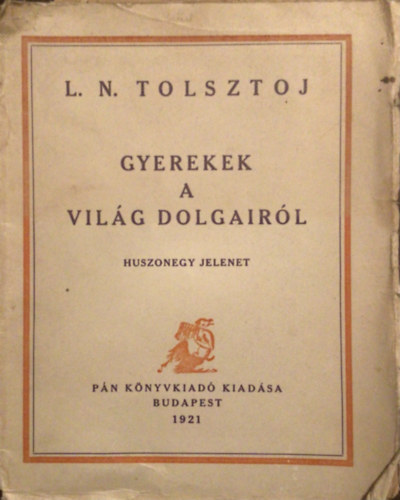 L. N. TOLSZTOJ
GYEREKEK
A
VILÁG DOLGAIRÓL
HUSZONEGY JELENET
PÁN KÖNYVKIADÓ KIADÁSA
BUDAPEST
1921